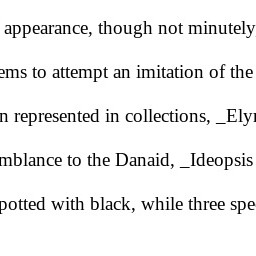 appearance, though not minutely
ems to attempt an imitation of the
n represented in collections, _Ely
mblance to the Danaid, _Ideopsis
potted with black, while three spe